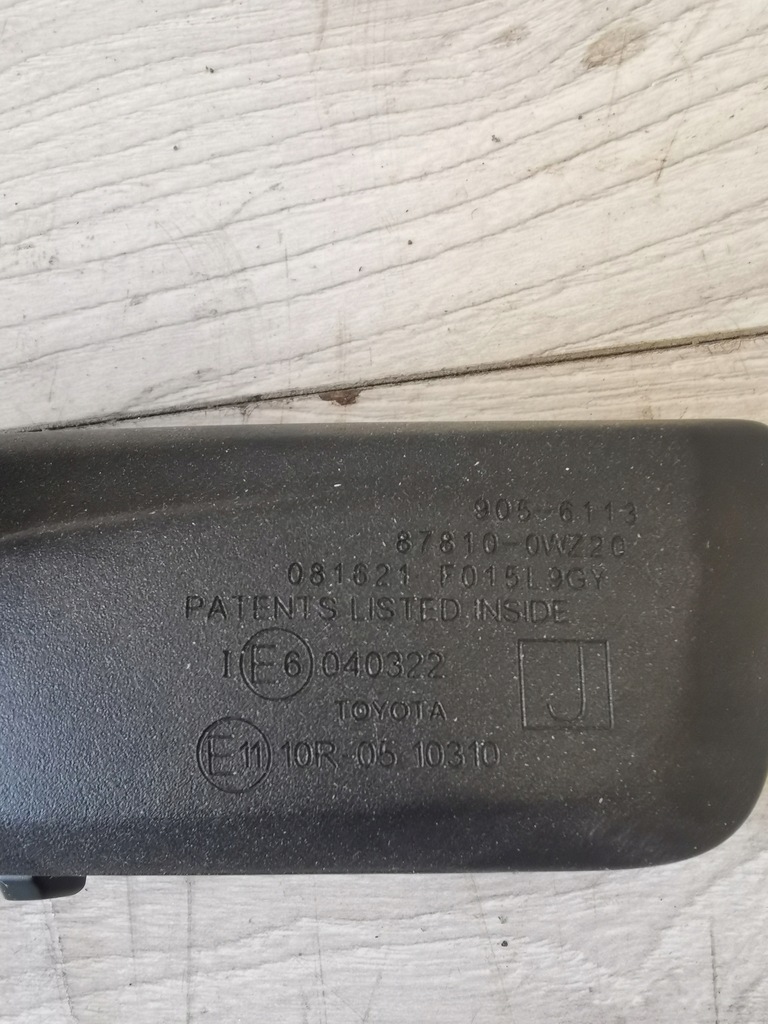 905-6113
87810-0WZ20
081621 F015L9GY
PATENTS LISTED INSIDE
I E6 040322
J
TOYOTA
E11 10R-05 10310